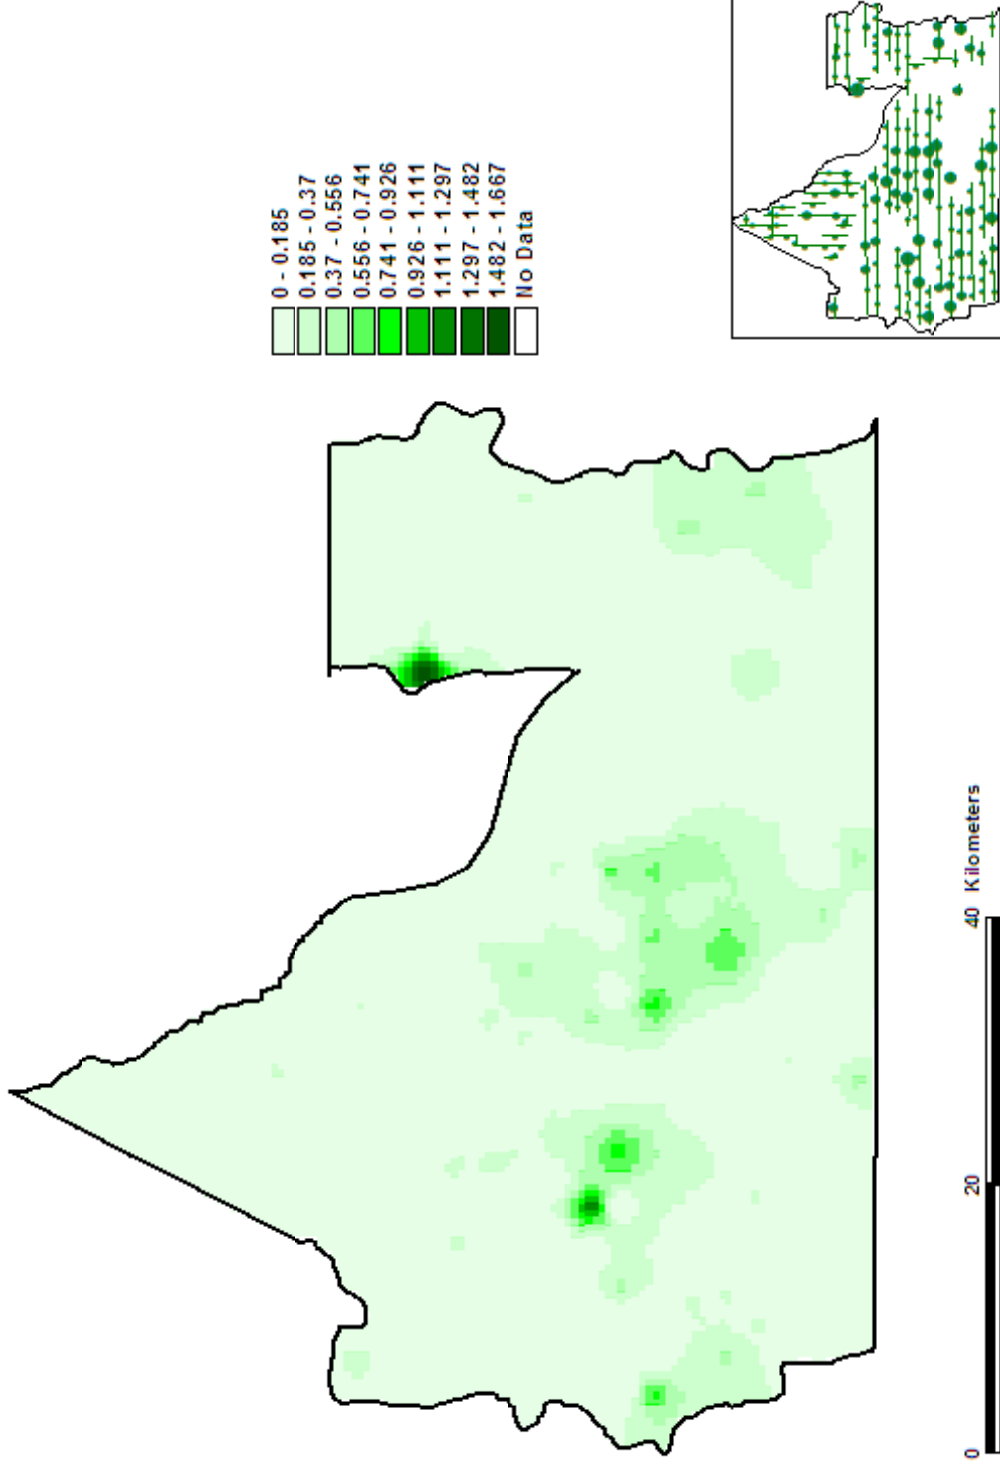 0 - 0.185
0.185 - 0.37
0.37 - 0.556
0.556 - 0.741
0.741 - 0.926
0.926 - 1.111
1.111 - 1.297
1.297 - 1.482
1.482 - 1.667
No Data
0 20 40 Kilometers